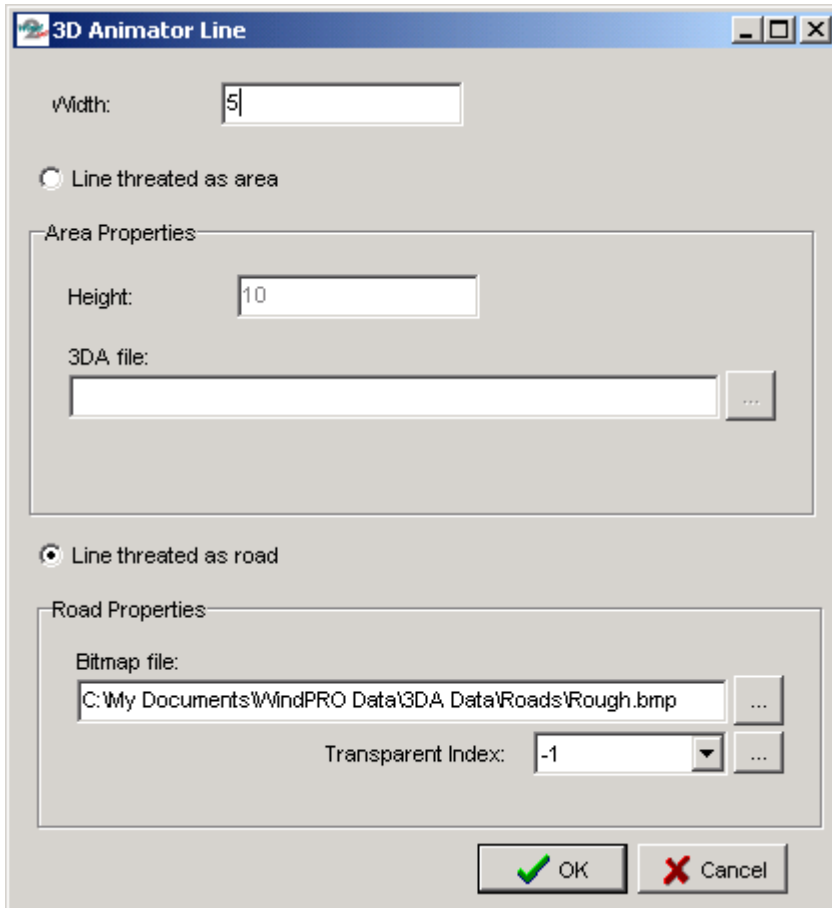 3D Animator Line
Width: 5
Line threated as area
Area Properties
Height: 10
3DA file:
...
Line threated as road
Road Properties
Bitmap file:
C:\My Documents\WindPRO Data\3DA Data\Roads\Rough.bmp ...
Transparent Index: -1 ...
OK Cancel